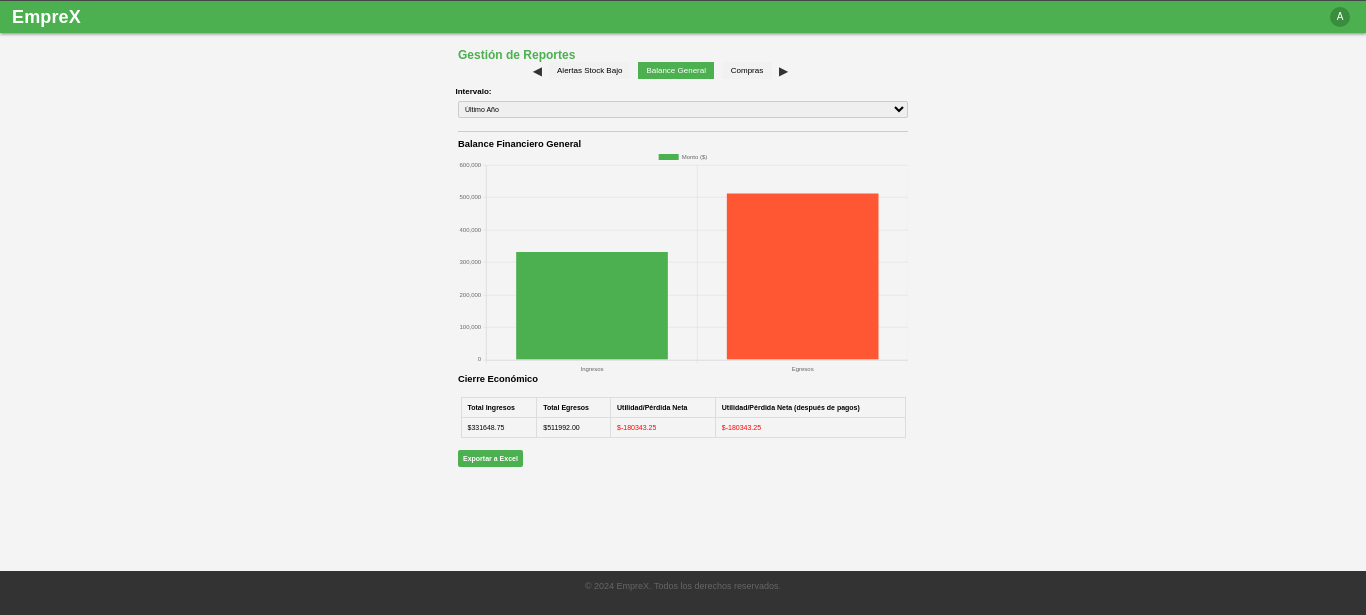 EmpreX
A
Gestión de Reportes
◀ Alertas Stock Bajo Balance General Compras ▶
Intervalo:
Último Año
Balance Financiero General
Monto ($)
600,000
500,000
400,000
300,000
200,000
100,000
0
Ingresos Egresos
Cierre Económico
Total Ingresos Total Egresos Utilidad/Pérdida Neta Utilidad/Pérdida Neta (después de pagos)
$331648.75 $511992.00 $-180343.25 $-180343.25
Exportar a Excel
© 2024 EmpreX. Todos los derechos reservados.